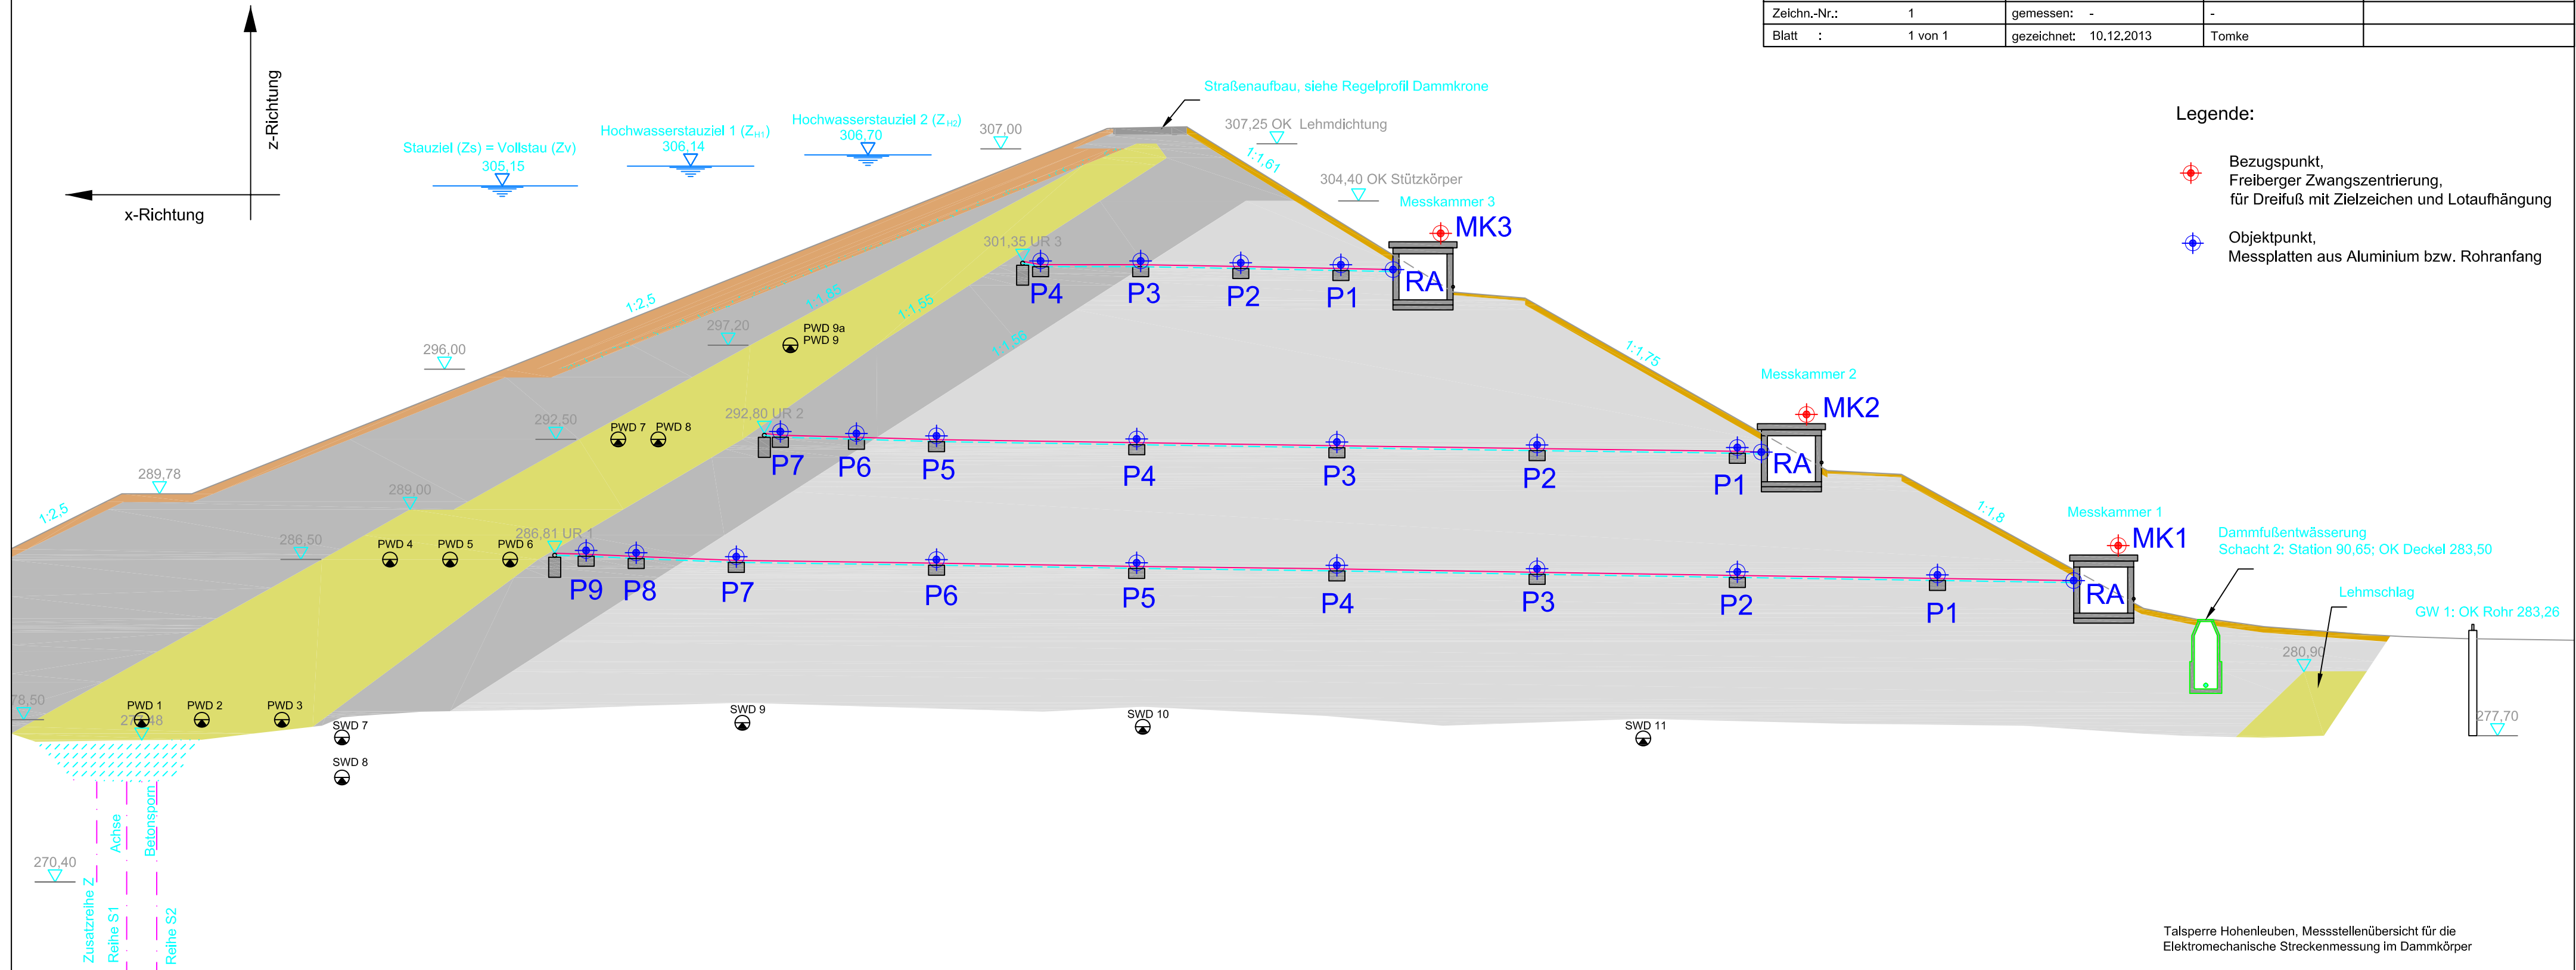 Zeichn.-Nr.: 1 gemessen: - -
Blatt : 1 von 1 gezeichnet: 10.12.2013 Tomke
z-Richtung
x-Richtung
Straßenaufbau, siehe Regelprofil Dammkrone
Stauziel (Zs) = Vollstau (Zv)
305,15
Hochwasserstauziel 1 (ZH1)
306,14
Hochwasserstauziel 2 (ZH2)
306,70
307,00
307,25 OK Lehmdichtung
1:1,61
304,40 OK Stützkörper
Messkammer 3
MK3
Legende:
Bezugspunkt,
Freiberger Zwangszentrierung,
für Dreifuß mit Zielzeichen und Lotaufhängung
Objektpunkt,
Messplatten aus Aluminium bzw. Rohranfang
301,35 UR 3
P4
P3
P2
P1
RA
1:2,5
1:1,85
1:1,55
1:1,56
297,20
PWD 9a
PWD 9
296,00
1:1,75
Messkammer 2
MK2
292,50
PWD 7
PWD 8
292,80 UR 2
P7
P6
P5
P4
P3
P2
P1
RA
289,78
1:2,5
289,00
1:1,8
Messkammer 1
MK1
286,50
PWD 4
PWD 5
PWD 6
286,81 UR 1
P9
P8
P7
P6
P5
P4
P3
P2
P1
RA
Dammfußentwässerung
Schacht 2; Station 90,65; OK Deckel 283,50
Lehmschlag
GW 1; OK Rohr 283,26
280,90
277,70
78,50
PWD 1
PWD 2
PWD 3
SWD 7
SWD 8
SWD 9
SWD 10
SWD 11
270,40
Zusatzreihe Z
Reihe S1
Achse
Betonsporn
Reihe S2
Talsperre Hohenleuben, Messstellenübersicht für die
Elektromechanische Streckenmessung im Dammkörper